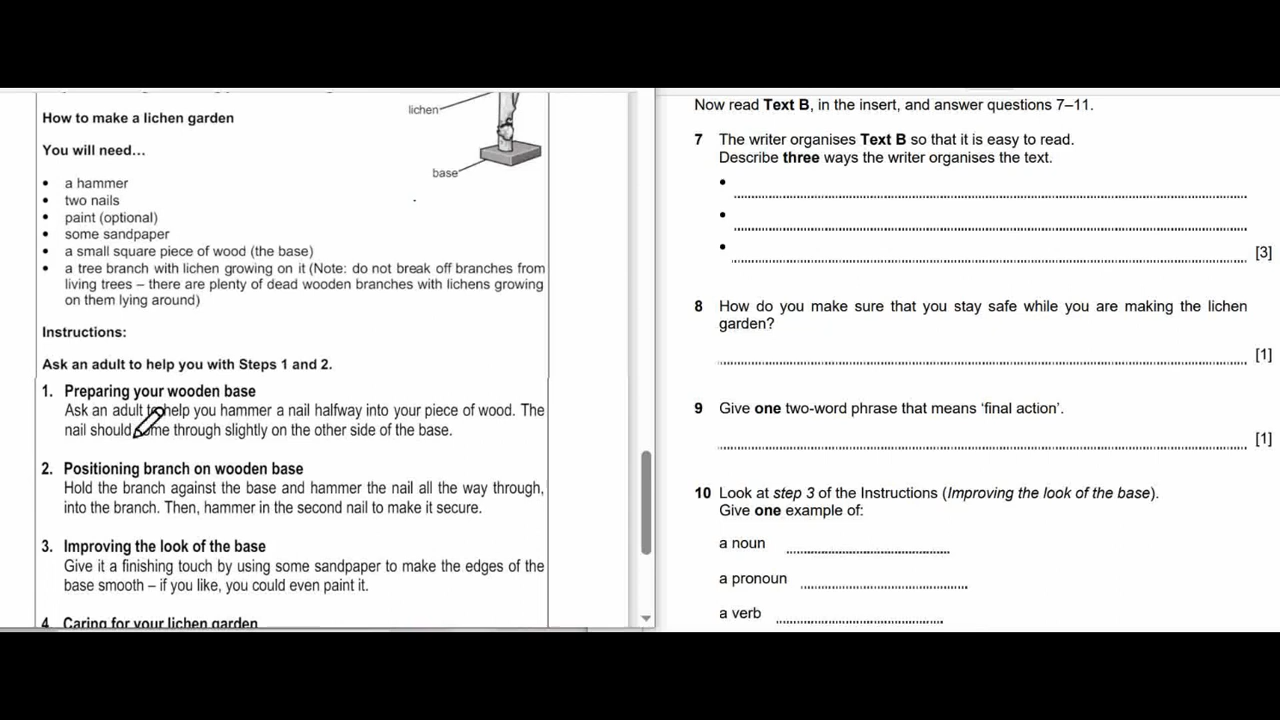 lichen
How to make a lichen garden
You will need…
base
• a hammer
• two nails
• paint (optional)
• some sandpaper
• a small square piece of wood (the base)
• a tree branch with lichen growing on it (Note: do not break off branches from
living trees – there are plenty of dead wooden branches with lichens growing
on them lying around)
Instructions:
Ask an adult to help you with Steps 1 and 2.
1. Preparing your wooden base
Ask an adult to help you hammer a nail halfway into your piece of wood. The
nail should come through slightly on the other side of the base.
2. Positioning branch on wooden base
Hold the branch against the base and hammer the nail all the way through,
into the branch. Then, hammer in the second nail to make it secure.
3. Improving the look of the base
Give it a finishing touch by using some sandpaper to make the edges of the
base smooth – if you like, you could even paint it.
4. Caring for your lichen garden
Now read Text B, in the insert, and answer questions 7–11.
7 The writer organises Text B so that it is easy to read.
Describe three ways the writer organises the text.
•
•
• [3]
8 How do you make sure that you stay safe while you are making the lichen
garden?
[1]
9 Give one two-word phrase that means ‘final action’.
[1]
10 Look at step 3 of the Instructions (Improving the look of the base).
Give one example of:
a noun
a pronoun
a verb